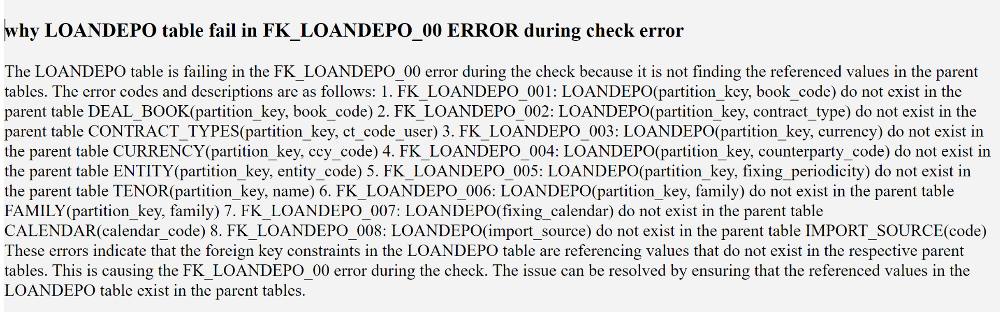 why LOANDEPO table fail in FK_LOANDEPO_00 ERROR during check error
The LOANDEPO table is failing in the FK_LOANDEPO_00 error during the check because it is not finding the referenced values in the parent
tables. The error codes and descriptions are as follows: 1. FK_LOANDEPO_001: LOANDEPO(partition_key, book_code) do not exist in the
parent table DEAL_BOOK(partition_key, book_code) 2. FK_LOANDEPO_002: LOANDEPO(partition_key, contract_type) do not exist in the
parent table CONTRACT_TYPES(partition_key, ct_code_user) 3. FK_LOANDEPO_003: LOANDEPO(partition_key, currency) do not exist in
the parent table CURRENCY(partition_key, ccy_code) 4. FK_LOANDEPO_004: LOANDEPO(partition_key, counterparty_code) do not exist in
the parent table ENTITY(partition_key, entity_code) 5. FK_LOANDEPO_005: LOANDEPO(partition_key, fixing_periodicity) do not exist in
the parent table TENOR(partition_key, name) 6. FK_LOANDEPO_006: LOANDEPO(partition_key, family) do not exist in the parent table
FAMILY(partition_key, family) 7. FK_LOANDEPO_007: LOANDEPO(fixing_calendar) do not exist in the parent table
CALENDAR(calendar_code) 8. FK_LOANDEPO_008: LOANDEPO(import_source) do not exist in the parent table IMPORT_SOURCE(code)
These errors indicate that the foreign key constraints in the LOANDEPO table are referencing values that do not exist in the respective parent
tables. This is causing the FK_LOANDEPO_00 error during the check. The issue can be resolved by ensuring that the referenced values in the
LOANDEPO table exist in the parent tables.